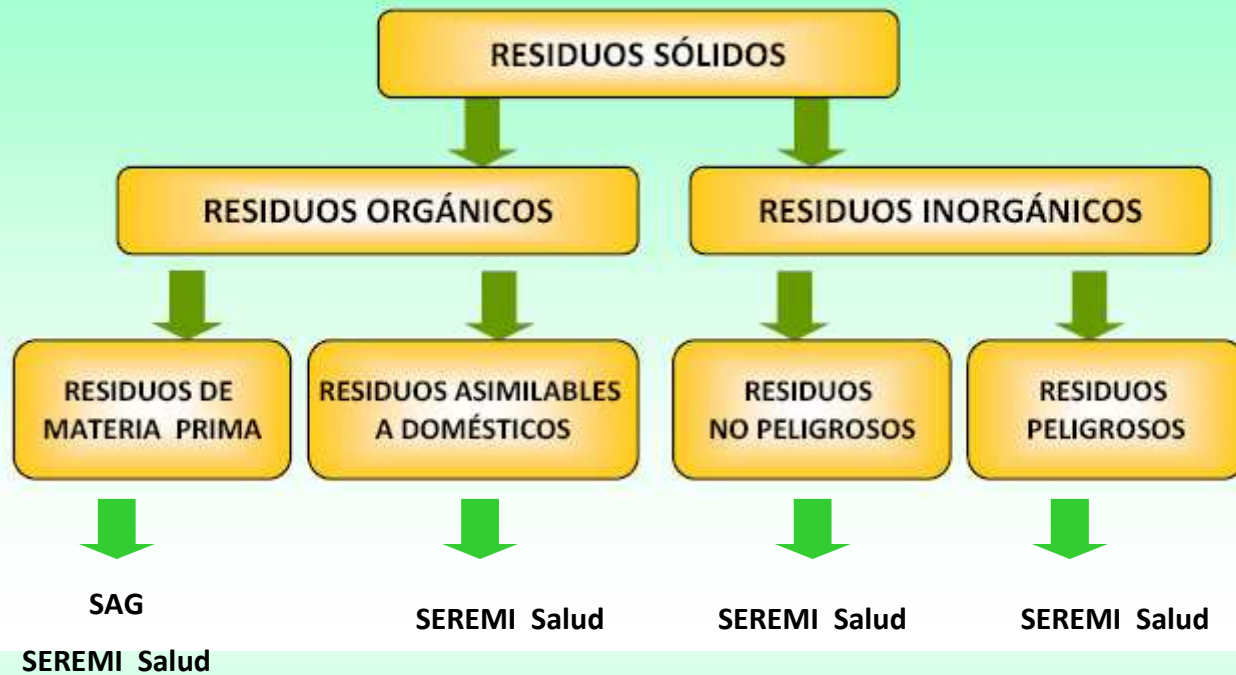 RESIDUOS SÓLIDOS
RESIDUOS ORGÁNICOS
RESIDUOS INORGÁNICOS
RESIDUOS DE
MATERIA PRIMA
RESIDUOS ASIMILABLES
A DOMÉSTICOS
RESIDUOS
NO PELIGROSOS
RESIDUOS
PELIGROSOS
SAG
SEREMI Salud
SEREMI Salud
SEREMI Salud
SEREMI Salud